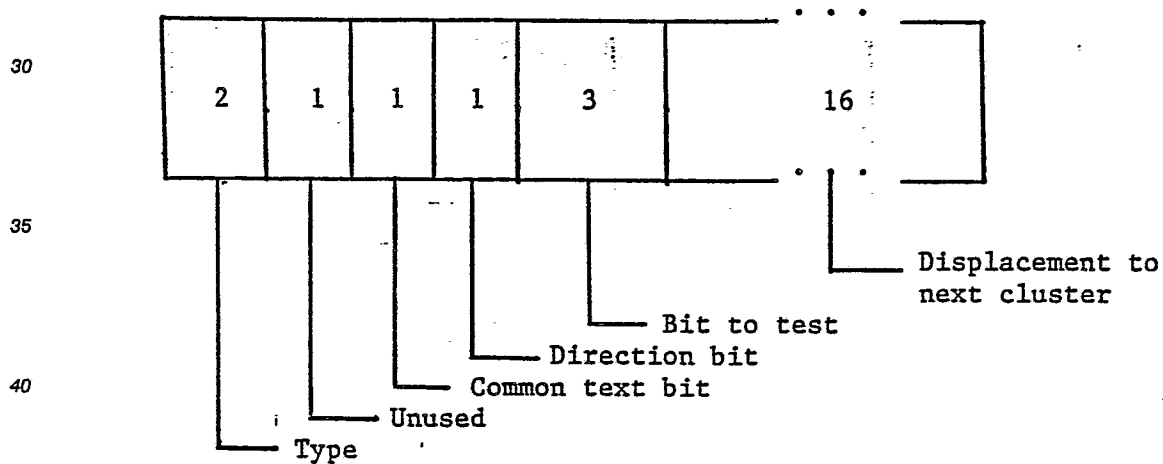 30
2 1 1 1 3 16
35
Displacement to
next cluster
Bit to test
Direction bit
40
Common text bit
Unused
Type